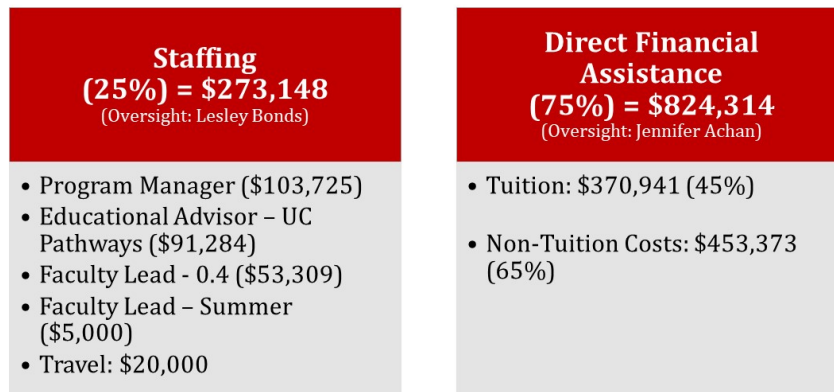 Staffing
(25%) = $273,148
(Oversight: Lesley Bonds)
• Program Manager ($103,725)
• Educational Advisor – UC
Pathways ($91,284)
• Faculty Lead - 0.4 ($53,309)
• Faculty Lead – Summer
($5,000)
• Travel: $20,000
Direct Financial
Assistance
(75%) = $824,314
(Oversight: Jennifer Achan)
• Tuition: $370,941 (45%)
• Non-Tuition Costs: $453,373
(65%)